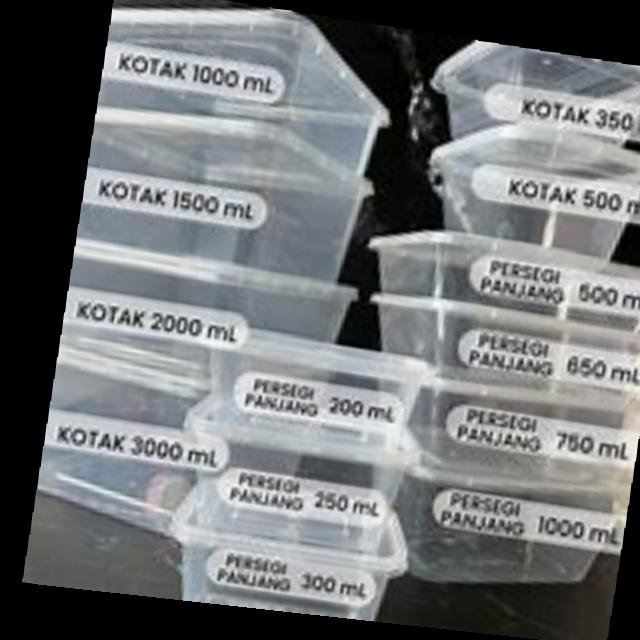 KOTAK 1000 mL
KOTAK 1500 mL
KOTAK 2000 mL
KOTAK 3000 mL
PERSEGI
PANJANG 200 mL
PERSEGI
PANJANG 250 mL
PERSEGI
PANJANG 300 mL
KOTAK 350
KOTAK 500 m
PERSEGI
PANJANG 500 mL
PERSEGI
PANJANG 650 mL
PERSEGI
PANJANG 750 mL
PERSEGI
PANJANG 1000 mL